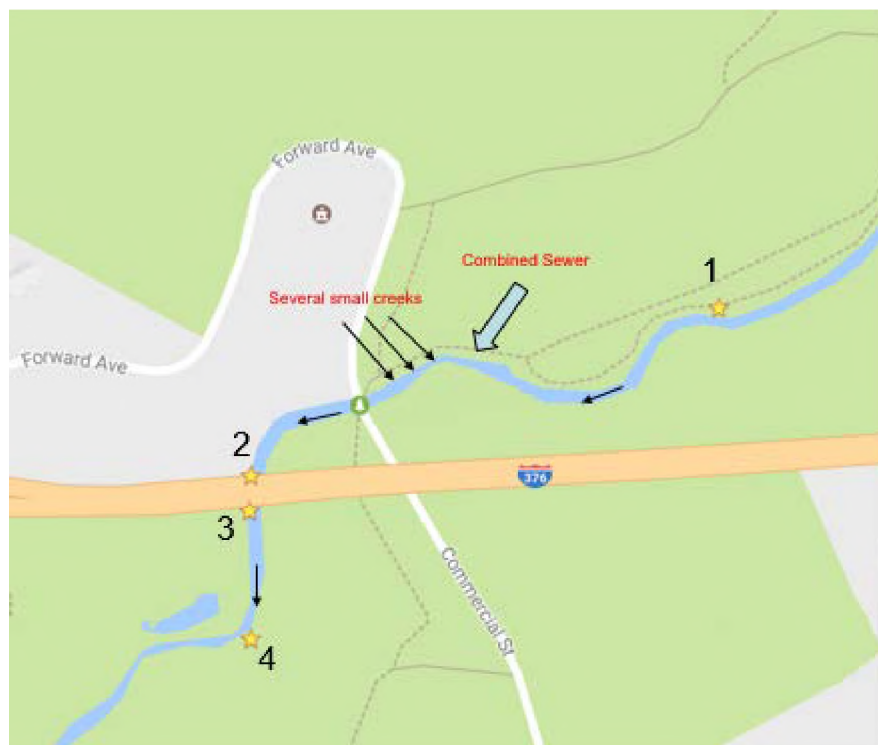 Forward Ave
1
Combined Sewer
Several small creeks
Forward Ave
2
376
3
Commercial St
4